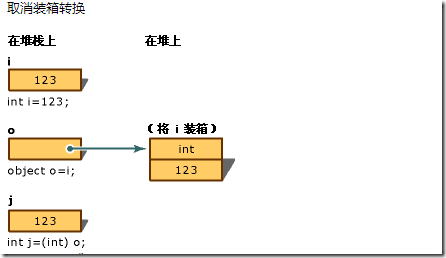 取消装箱转换
在堆栈上 在堆上
i
123
int i=123;
o (将 i 装箱)
int
object o=i;
123
j
123
int j=(int) o;